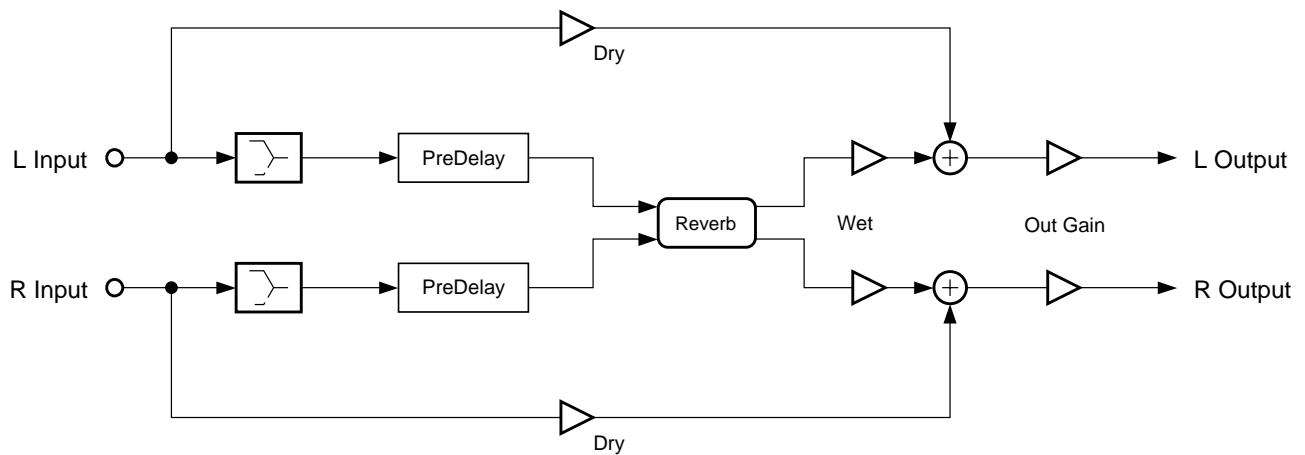 Dry
L Input
PreDelay
L Output
Reverb
Wet
Out Gain
R Input
PreDelay
R Output
Dry